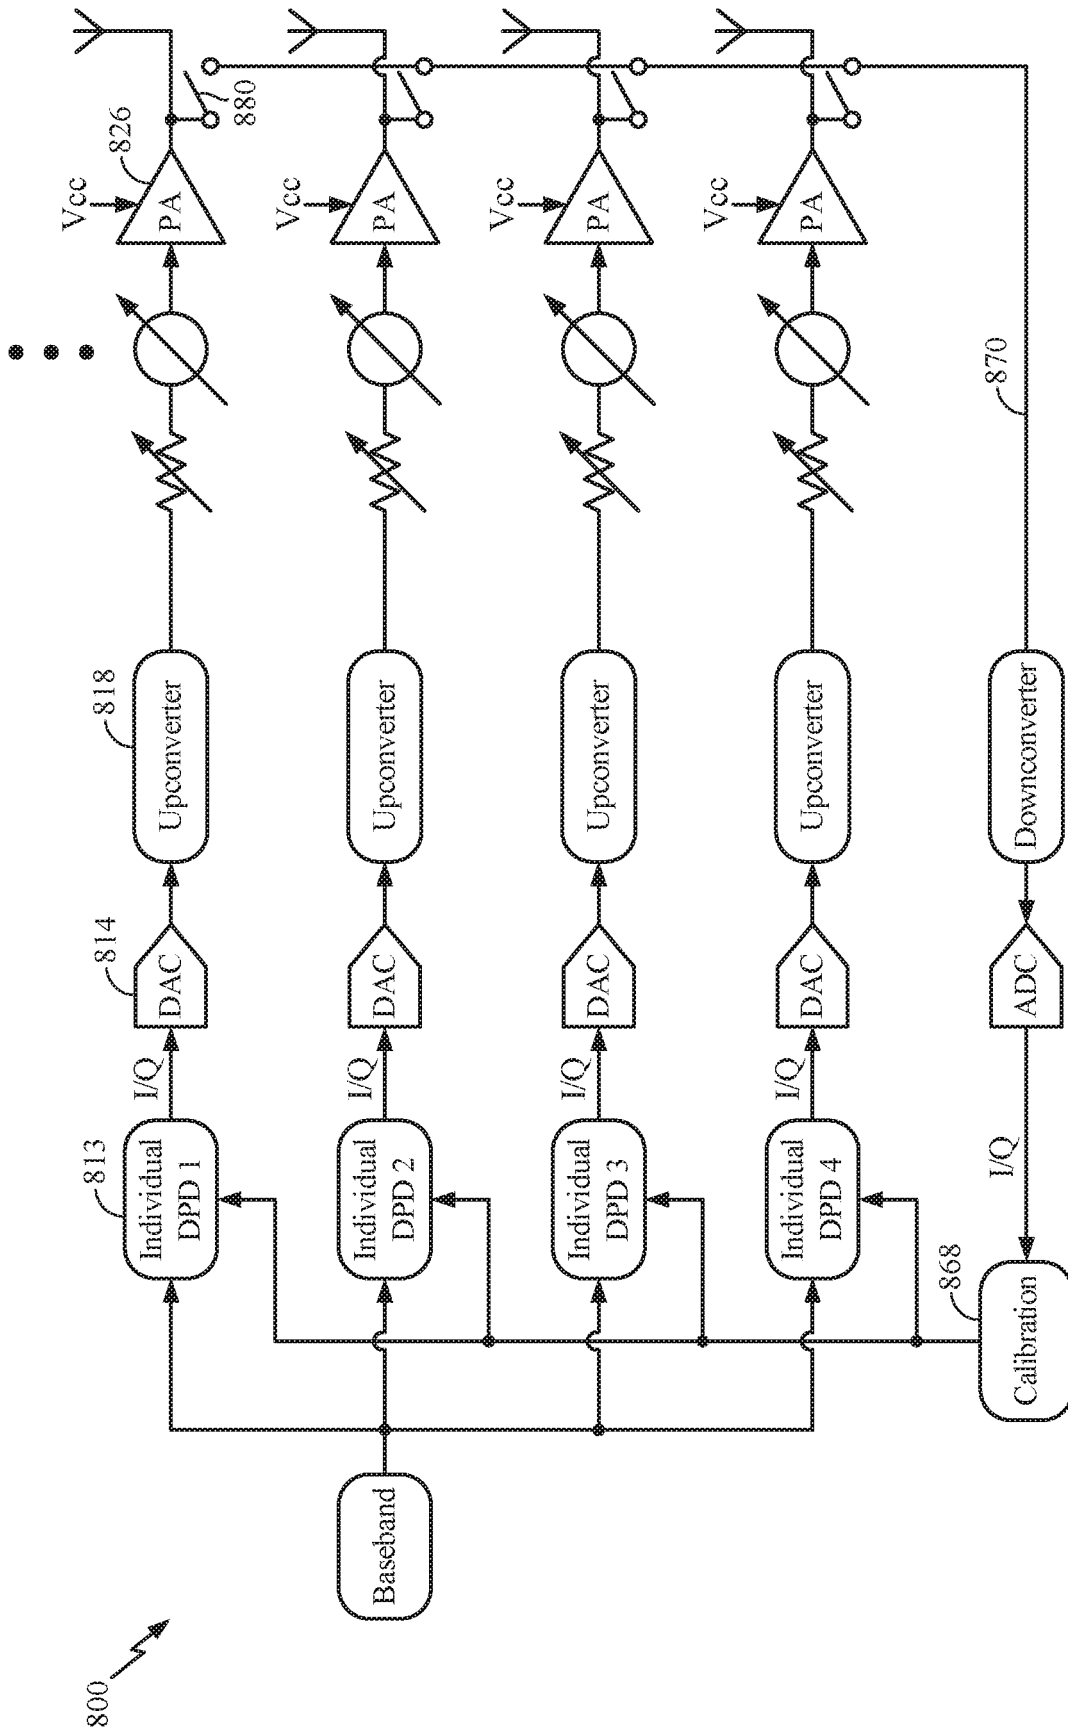 800
Baseband
813
Individual
DPD 1
I/Q
814
DAC
818
Upconverter
Vcc
826
PA
880
Individual
DPD 2
I/Q
DAC
Upconverter
Vcc
PA
Individual
DPD 3
I/Q
DAC
Upconverter
Vcc
PA
Individual
DPD 4
I/Q
DAC
Upconverter
Vcc
PA
868
Calibration
I/Q
ADC
Downconverter
870